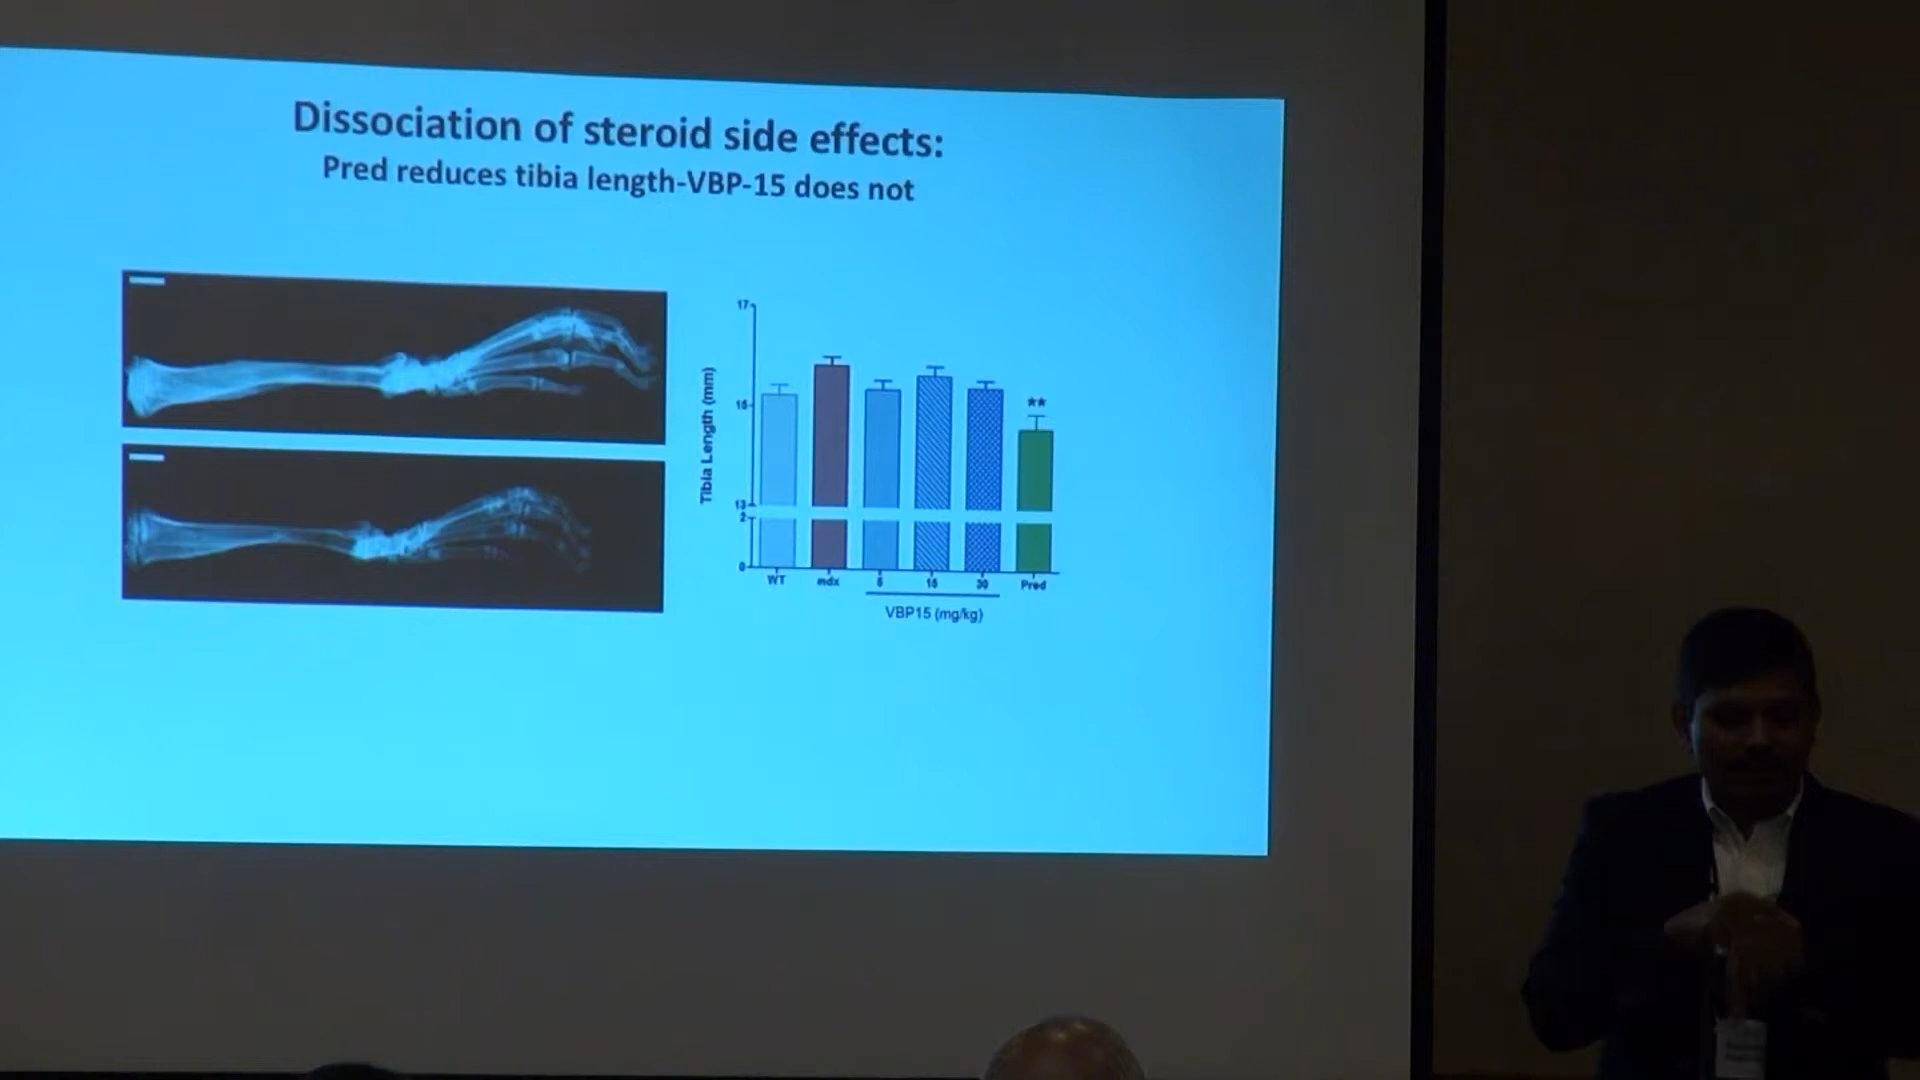 Dissociation of steroid side effects:
Pred reduces tibia length-VBP-15 does not
Tibia Length (mm)
17
15
13
2
0
WT
mdx
5
15
30
Pred
**
VBP15 (mg/kg)